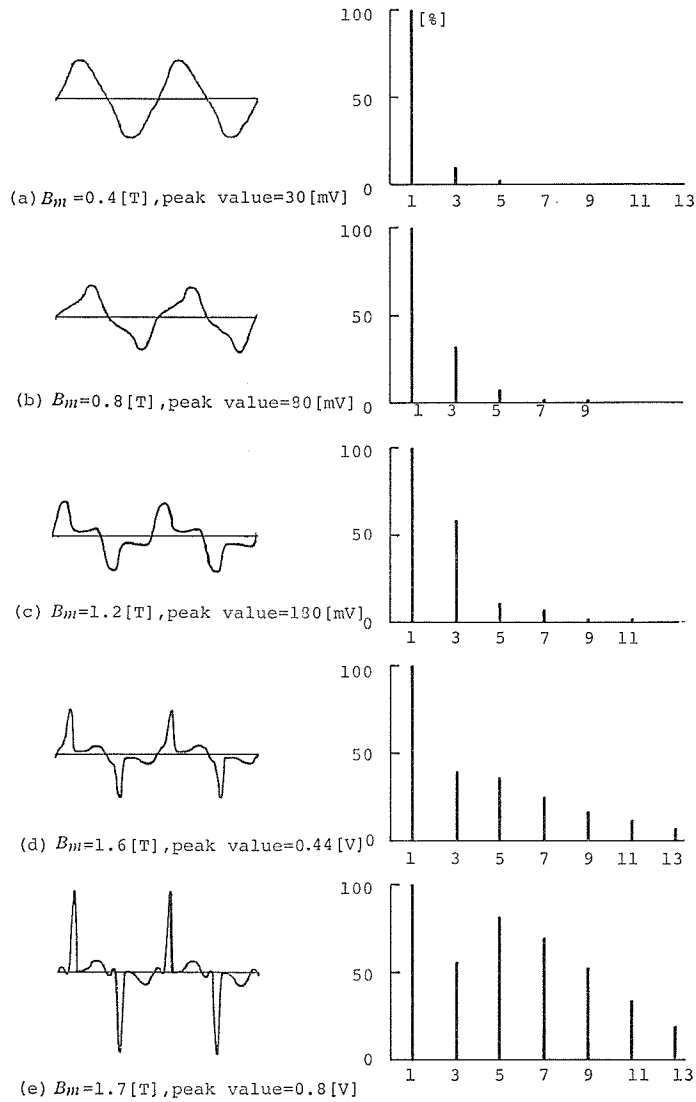 100 [%]
50
0
1 3 5 7 9 11 13
(a) Bm=0.4[T],peak value=30[mV]
100
50
0
1 3 5 7 9
(b) Bm=0.8[T],peak value=80[mV]
100
50
0
1 3 5 7 9 11
(c) Bm=1.2[T],peak value=180[mV]
100
50
0
1 3 5 7 9 11 13
(d) Bm=1.6[T],peak value=0.44[V]
100
50
0
1 3 5 7 9 11 13
(e) Bm=1.7[T],peak value=0.8[V]